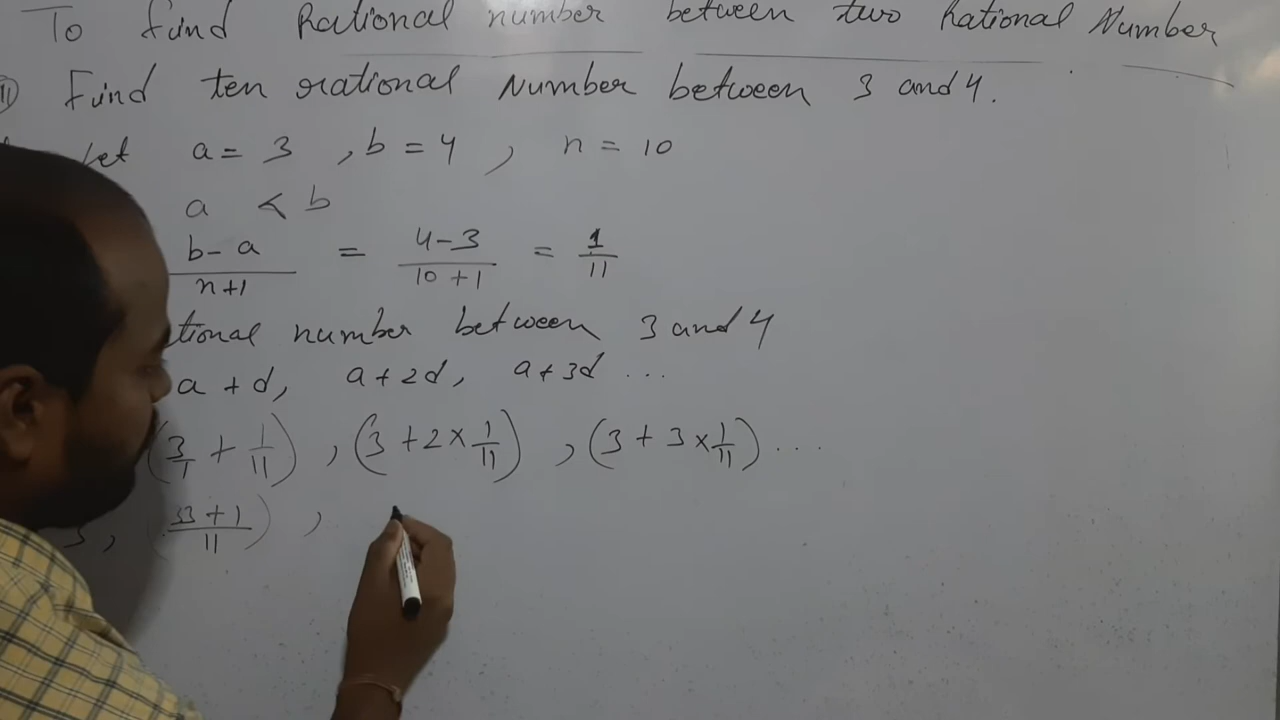 To find Rational number between two Rational Number
Find ten rational Number between 3 and 4.
Let a = 3 , b = 4 , n = 10
a < b
b - a / n+1 = 4-3 / 10+1 = 1/11
number between 3 and 4
a + d, a + 2d, a + 3d ...
(3/1 + 1/11) , (3 + 2 × 1/11) , (3 + 3 × 1/11) ...
3, (33+1 / 11) ,